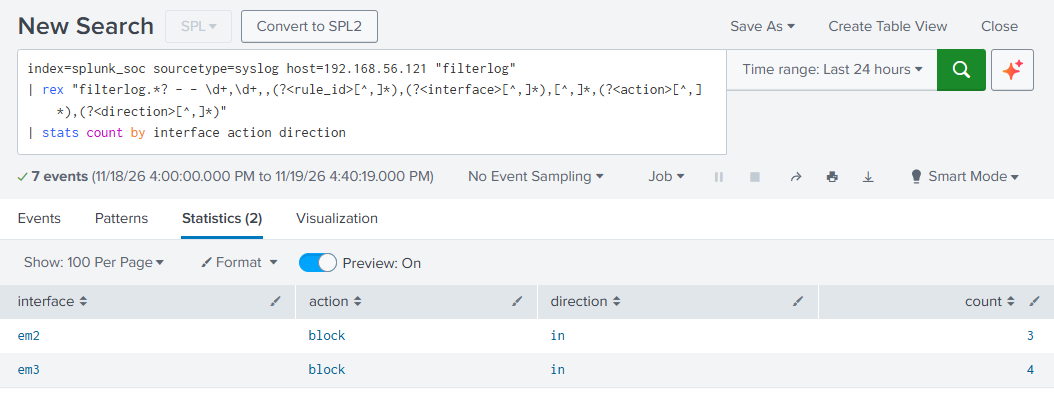 New Search SPL Convert to SPL2 Save As Create Table View Close
index=splunk_soc sourcetype=syslog host=192.168.56.121 "filterlog"
| rex "filterlog.*? - - \d+,\d+,,(?<rule_id>[^,]*),(?<interface>[^,]*),[^,]*,(?<action>[^,]
*),(?<direction>[^,]*)"
| stats count by interface action direction
Time range: Last 24 hours
7 events (11/18/26 4:00:00.000 PM to 11/19/26 4:40:19.000 PM) No Event Sampling Job Smart Mode
Events Patterns Statistics (2) Visualization
Show: 100 Per Page Format Preview: On
interface action direction count
em2 block in 3
em3 block in 4